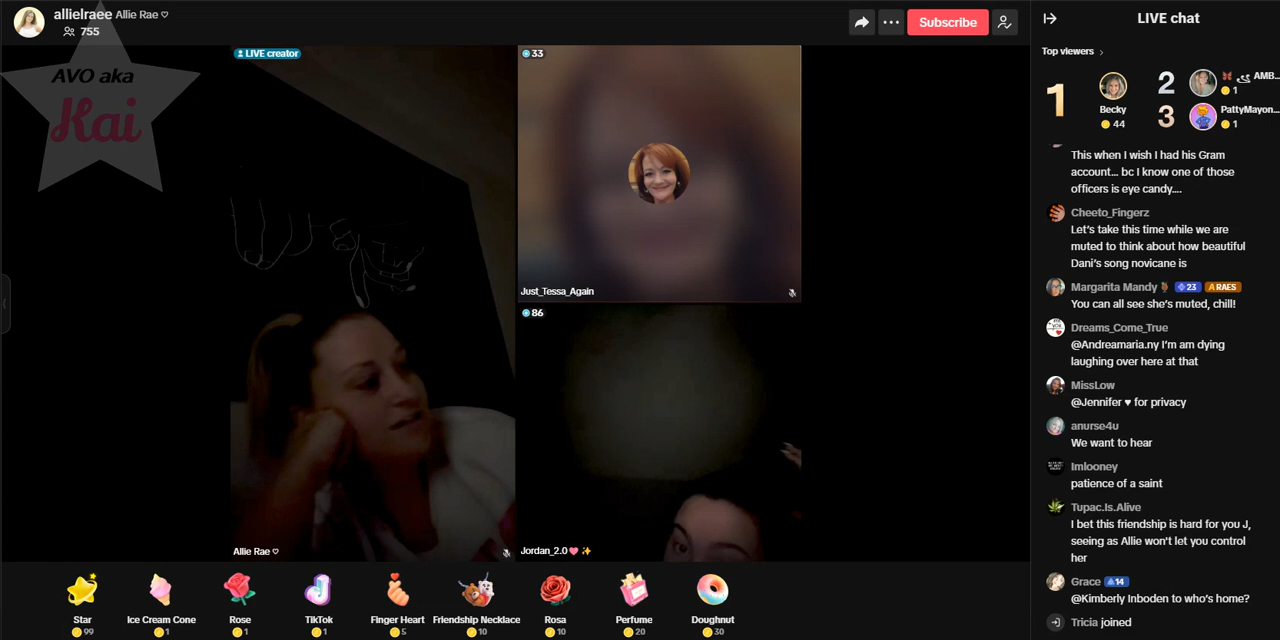 allielraee Allie Rae ♡
755
AVO aka
Kai
Subscribe
LIVE creator
33
Just_Tessa_Again
86
Allie Rae ♡
Jordan_2.0
Star
99
Ice Cream Cone
1
Rose
1
TikTok
1
Finger Heart
5
Friendship Necklace
10
Rosa
10
Perfume
20
Doughnut
30
LIVE chat
Top viewers
1
Becky
44
2
AMB...
1
3
PattyMayon...
1
This when I wish I had his Gram
account... bc I know one of those
officers is eye candy....
Cheeto_Fingerz
Let's take this time while we are
muted to think about how beautiful
Dani's song novicane is
Margarita Mandy 23 RAES
You can all see she's muted, chill!
Dreams_Come_True
@Andreamaria.ny I'm am dying
laughing over here at that
MissLow
@Jennifer ♥ for privacy
anurse4u
We want to hear
lmlooney
patience of a saint
Tupac.Is.Alive
I bet this friendship is hard for you J,
seeing as Allie won't let you control
her
Grace 14
@Kimberly Inboden to who's home?
Tricia joined